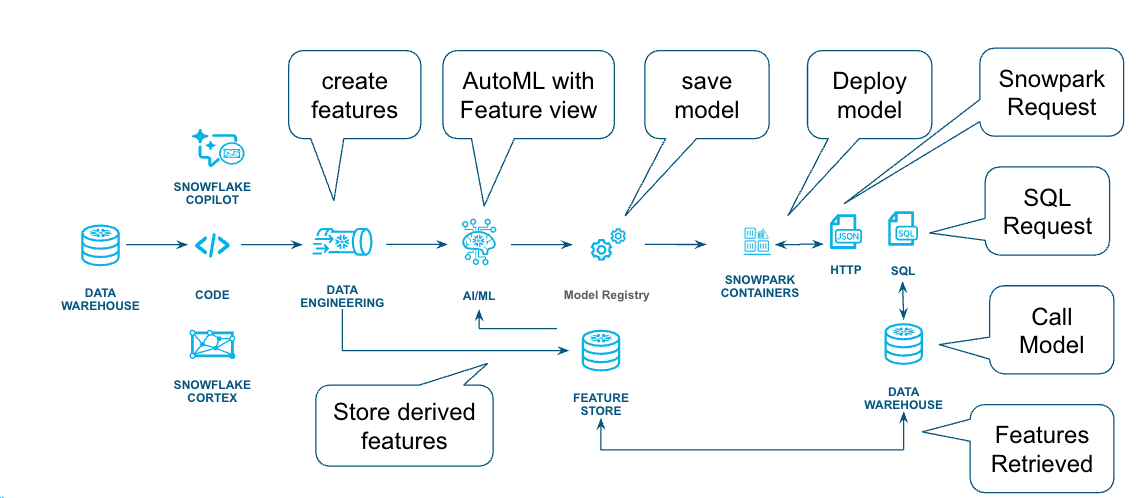 create
features
AutoML with
Feature view
save
model
Deploy
model
Snowpark
Request
SNOWFLAKE
COPILOT
SQL
Request
JSON
SQL
DATA
WAREHOUSE
CODE
DATA
ENGINEERING
AI/ML
Model Registry
SNOWPARK
CONTAINERS
HTTP
SQL
Call
Model
SNOWFLAKE
CORTEX
Store derived
features
FEATURE
STORE
DATA
WAREHOUSE
Features
Retrieved